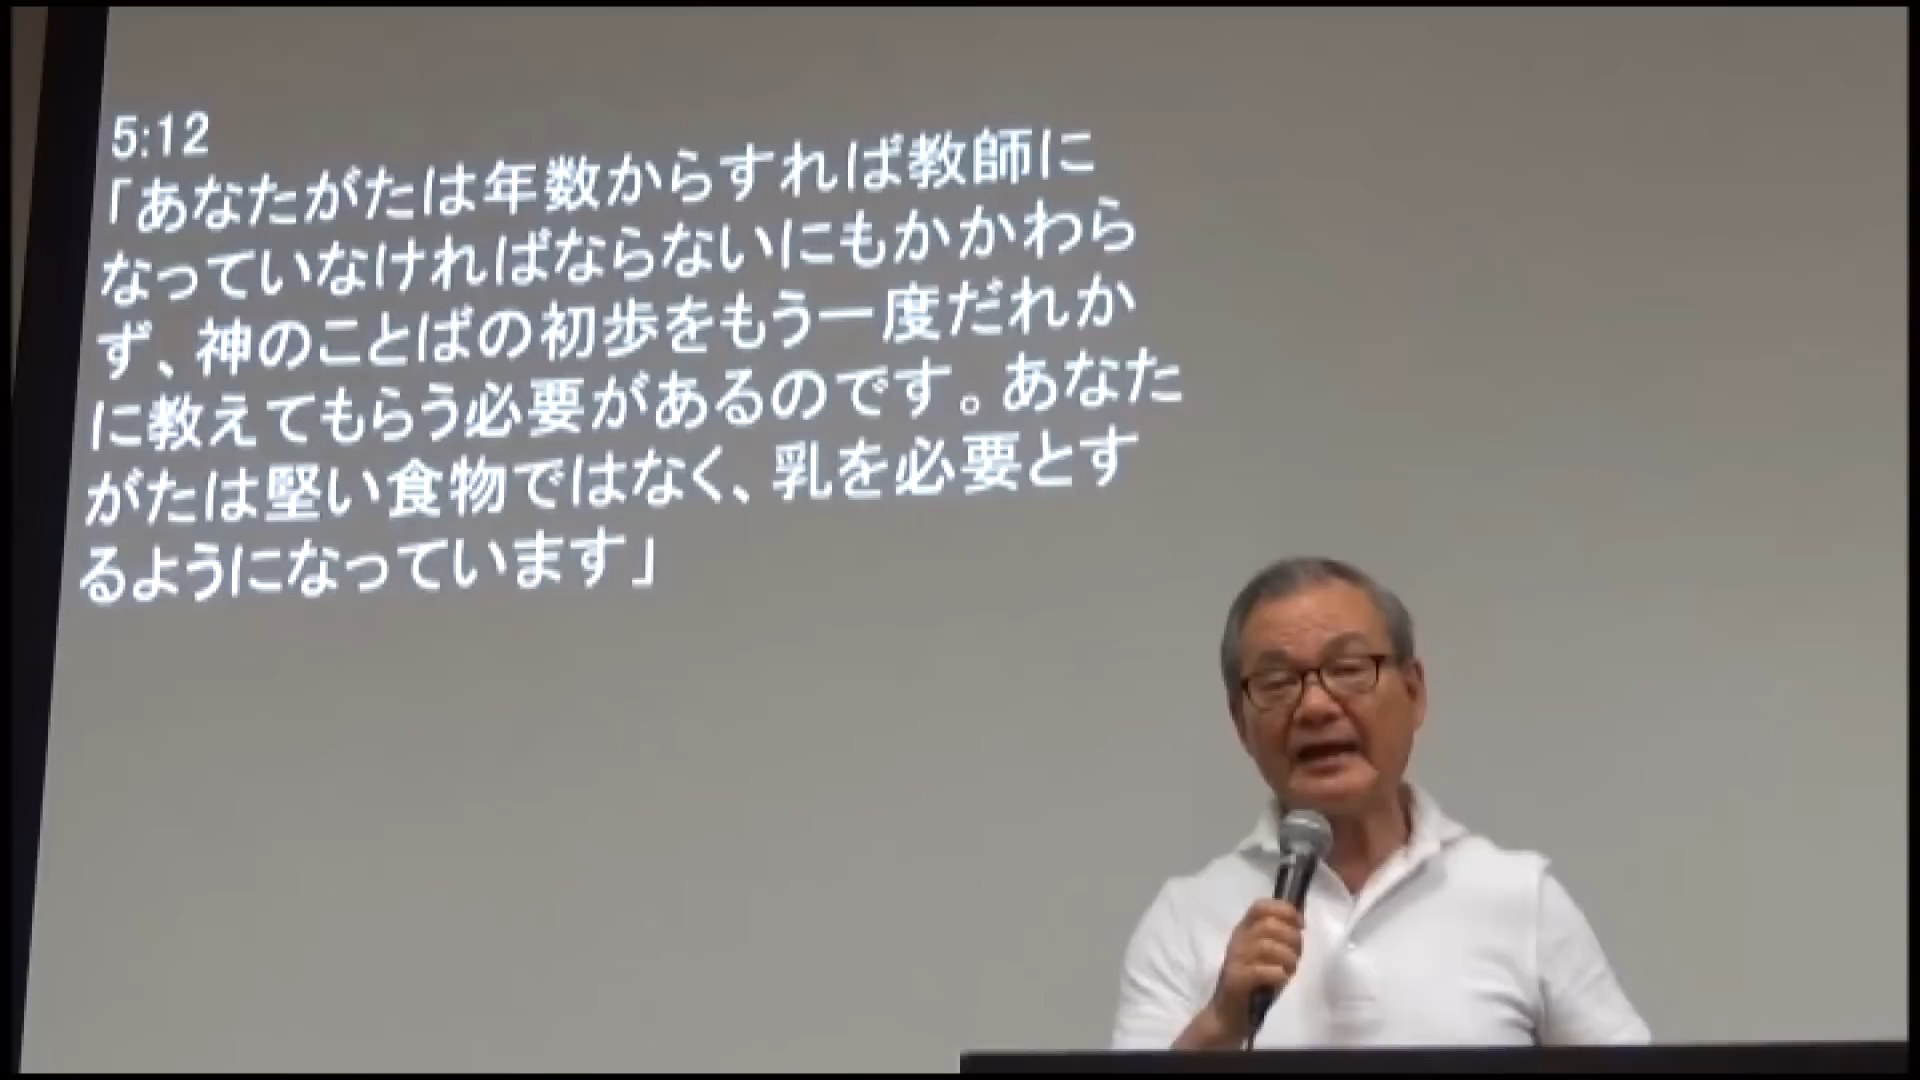 5:12
「あなたがたは年数からすれば教師に
なっていなければならないにもかかわら
ず、神のことばの初歩をもう一度だれか
に教えてもらう必要があるのです。あなた
がたは堅い食物ではなく、乳を必要とす
るようになっています」